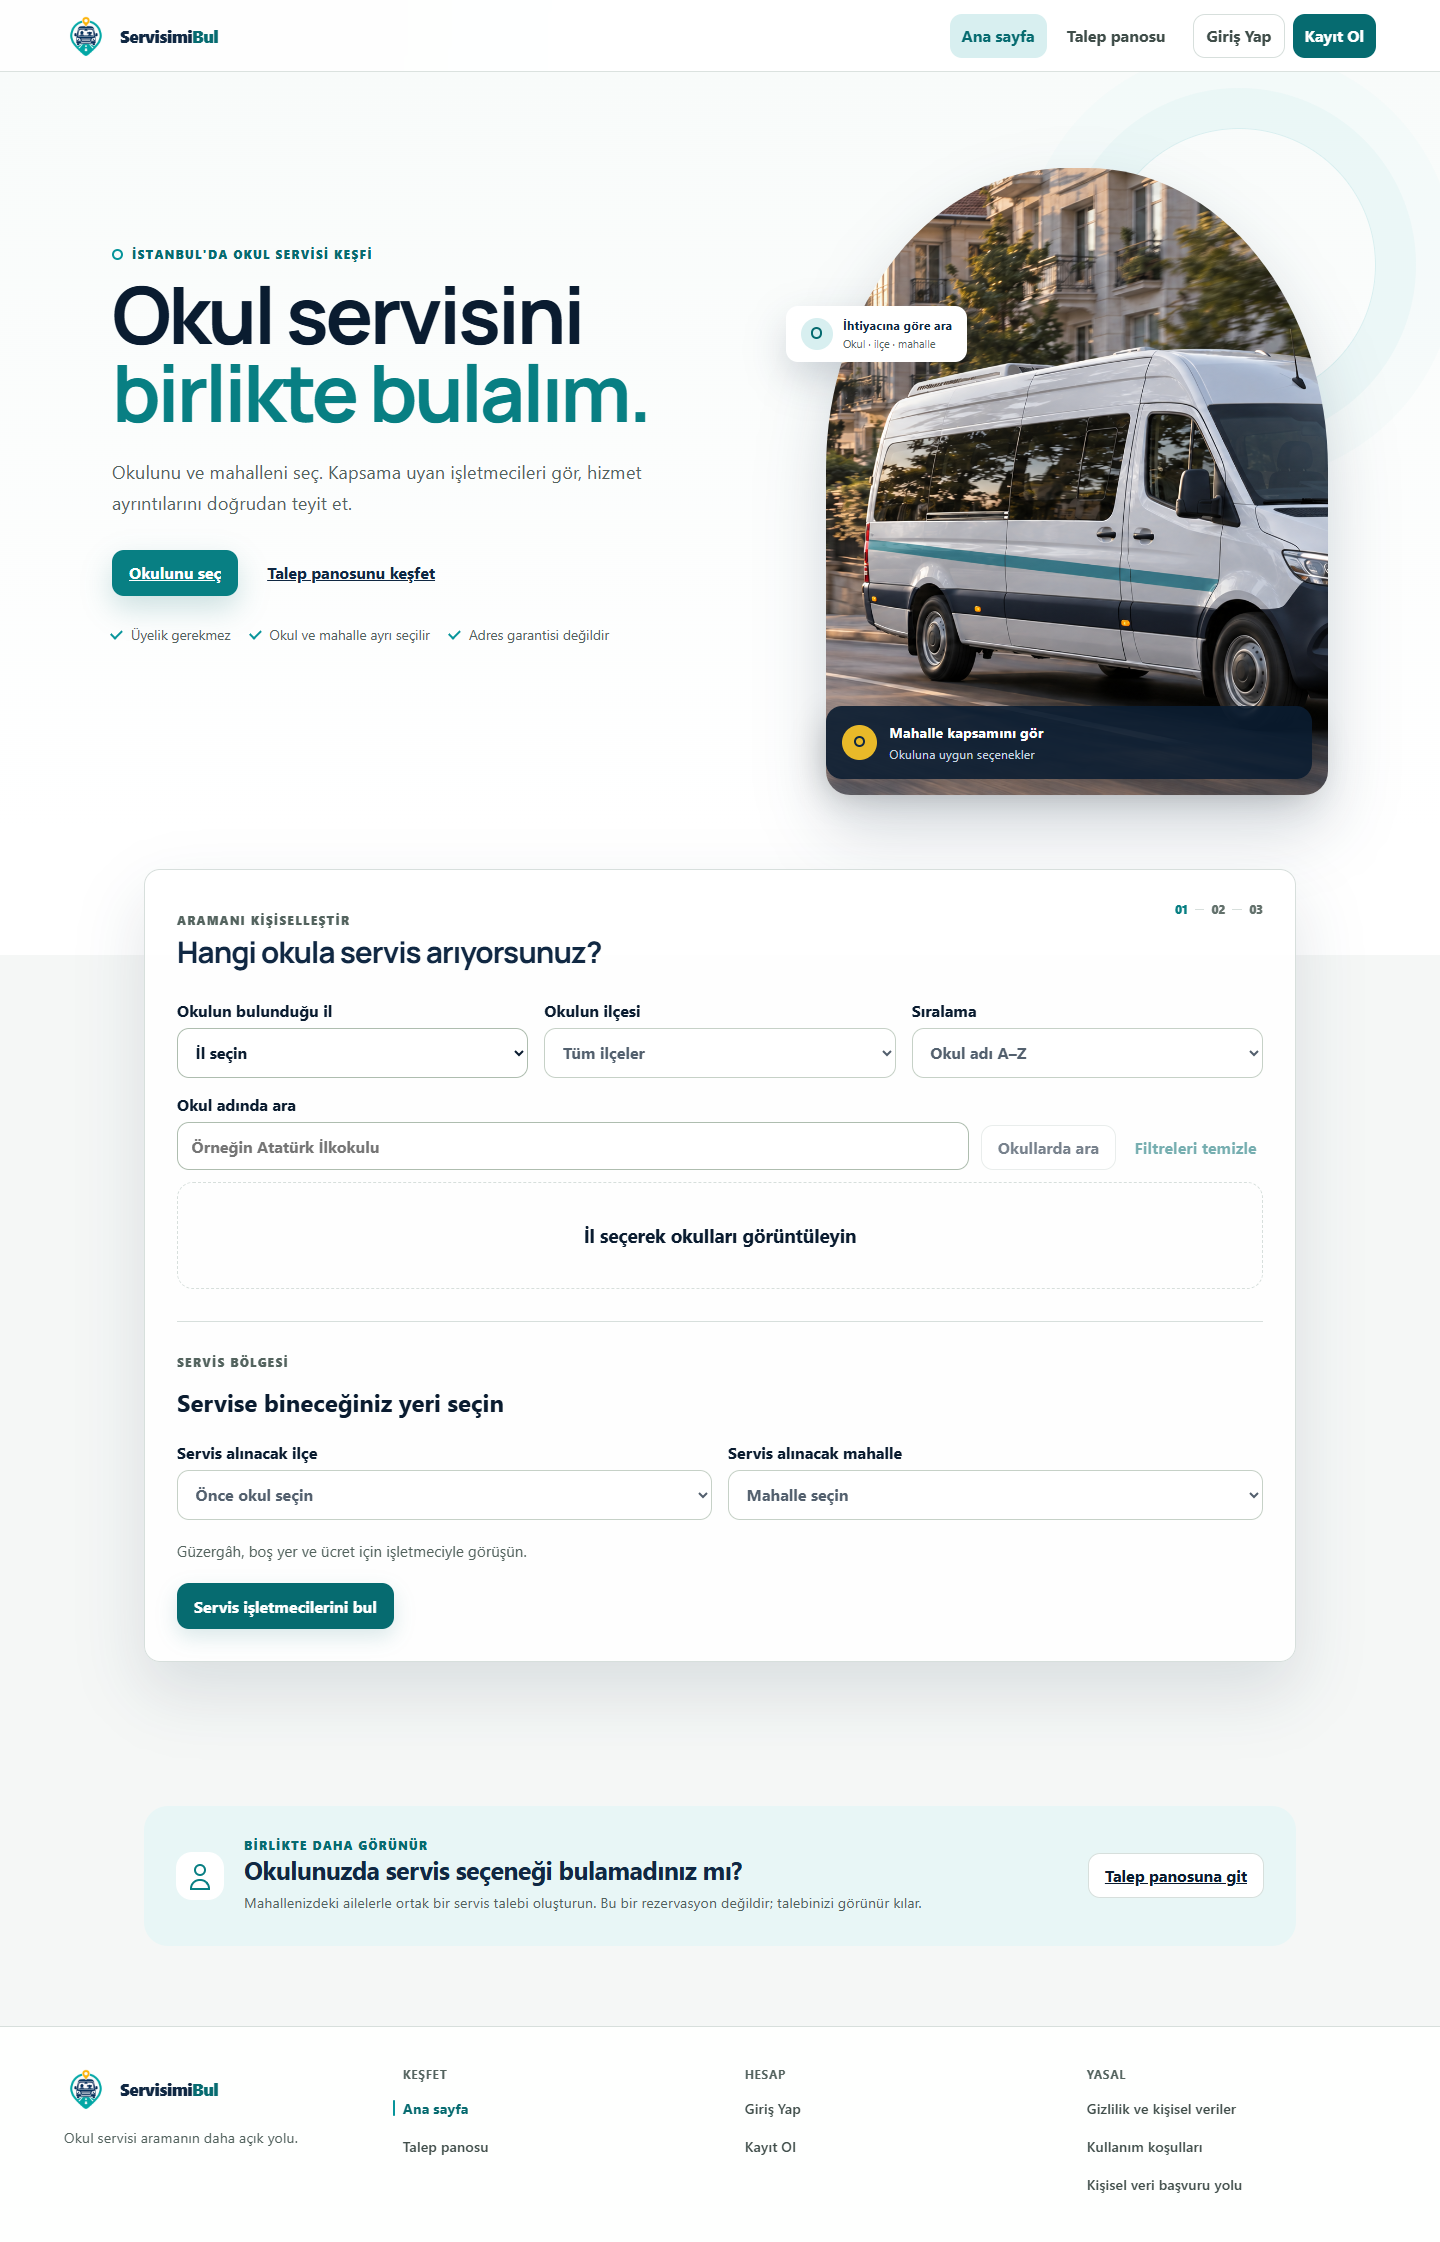 ServisimiBul
Ana sayfa
Talep panosu
Giriş Yap
Kayıt Ol
İSTANBUL'DA OKUL SERVİSİ KEŞFİ
Okul servisini
birlikte bulalım.
Okulunu ve mahalleni seç. Kapsama uyan işletmecileri gör, hizmet
ayrıntılarını doğrudan teyit et.
Okulunu seç
Talep panosunu keşfet
Üyelik gerekmez
Okul ve mahalle ayrı seçilir
Adres garantisi değildir
İhtiyacına göre ara
Okul · ilçe · mahalle
Mahalle kapsamını gör
Okuluna uygun seçenekler
ARAMANI KİŞİSELLEŞTİR
01 — 02 — 03
Hangi okula servis arıyorsunuz?
Okulun bulunduğu il
Okulun ilçesi
Sıralama
İl seçin
Tüm ilçeler
Okul adı A–Z
Okul adında ara
Örneğin Atatürk İlkokulu
Okullarda ara
Filtreleri temizle
İl seçerek okulları görüntüleyin
SERVİS BÖLGESİ
Servise bineceğiniz yeri seçin
Servis alınacak ilçe
Servis alınacak mahalle
Önce okul seçin
Mahalle seçin
Güzergâh, boş yer ve ücret için işletmeciyle görüşün.
Servis işletmecilerini bul
BİRLİKTE DAHA GÖRÜNÜR
Okulunuzda servis seçeneği bulamadınız mı?
Mahallenizdeki ailelerle ortak bir servis talebi oluşturun. Bu bir rezervasyon değildir; talebinizi görünür kılar.
Talep panosuna git
ServisimiBul
Okul servisi aramanın daha açık yolu.
KEŞFET
Ana sayfa
Talep panosu
HESAP
Giriş Yap
Kayıt Ol
YASAL
Gizlilik ve kişisel veriler
Kullanım koşulları
Kişisel veri başvuru yolu